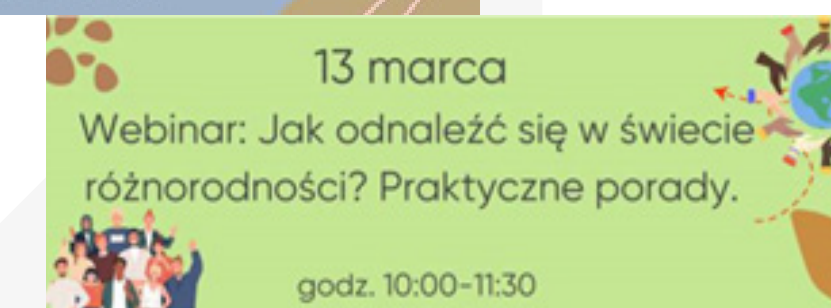 13 marca
Webinar: Jak odnaleźć się w świecie
różnorodności? Praktyczne porady.
godz. 10:00-11:30